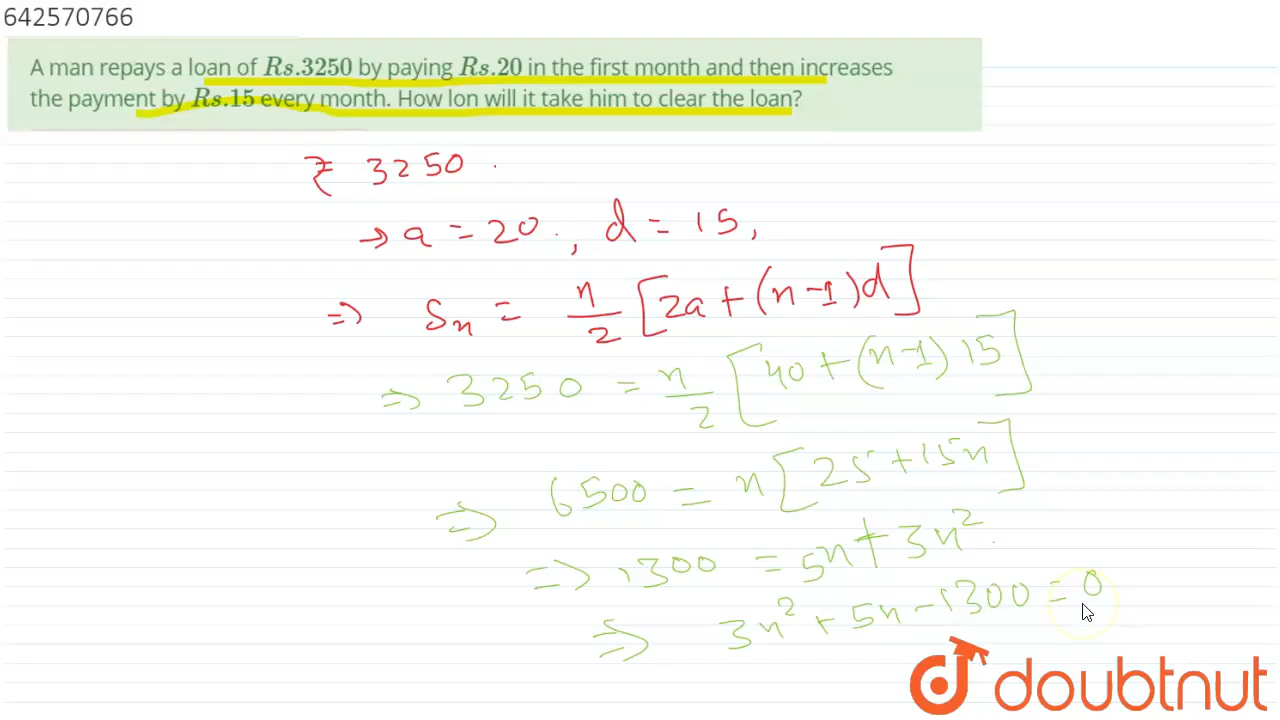 642570766
A man repays a loan of Rs.3250 by paying Rs.20 in the first month and then increases
the payment by Rs.15 every month. How lon will it take him to clear the loan?
₹ 3250.
→ a = 20., d = 15,
⇒ Sn = n/2 [2a + (n-1)d]
⇒ 3250 = n/2 [40 + (n-1) 15]
⇒ 6500 = n [25 + 15n]
⇒ 1300 = 5n + 3n².
⇒ 3n² + 5n - 1300 = 0
doubtnut